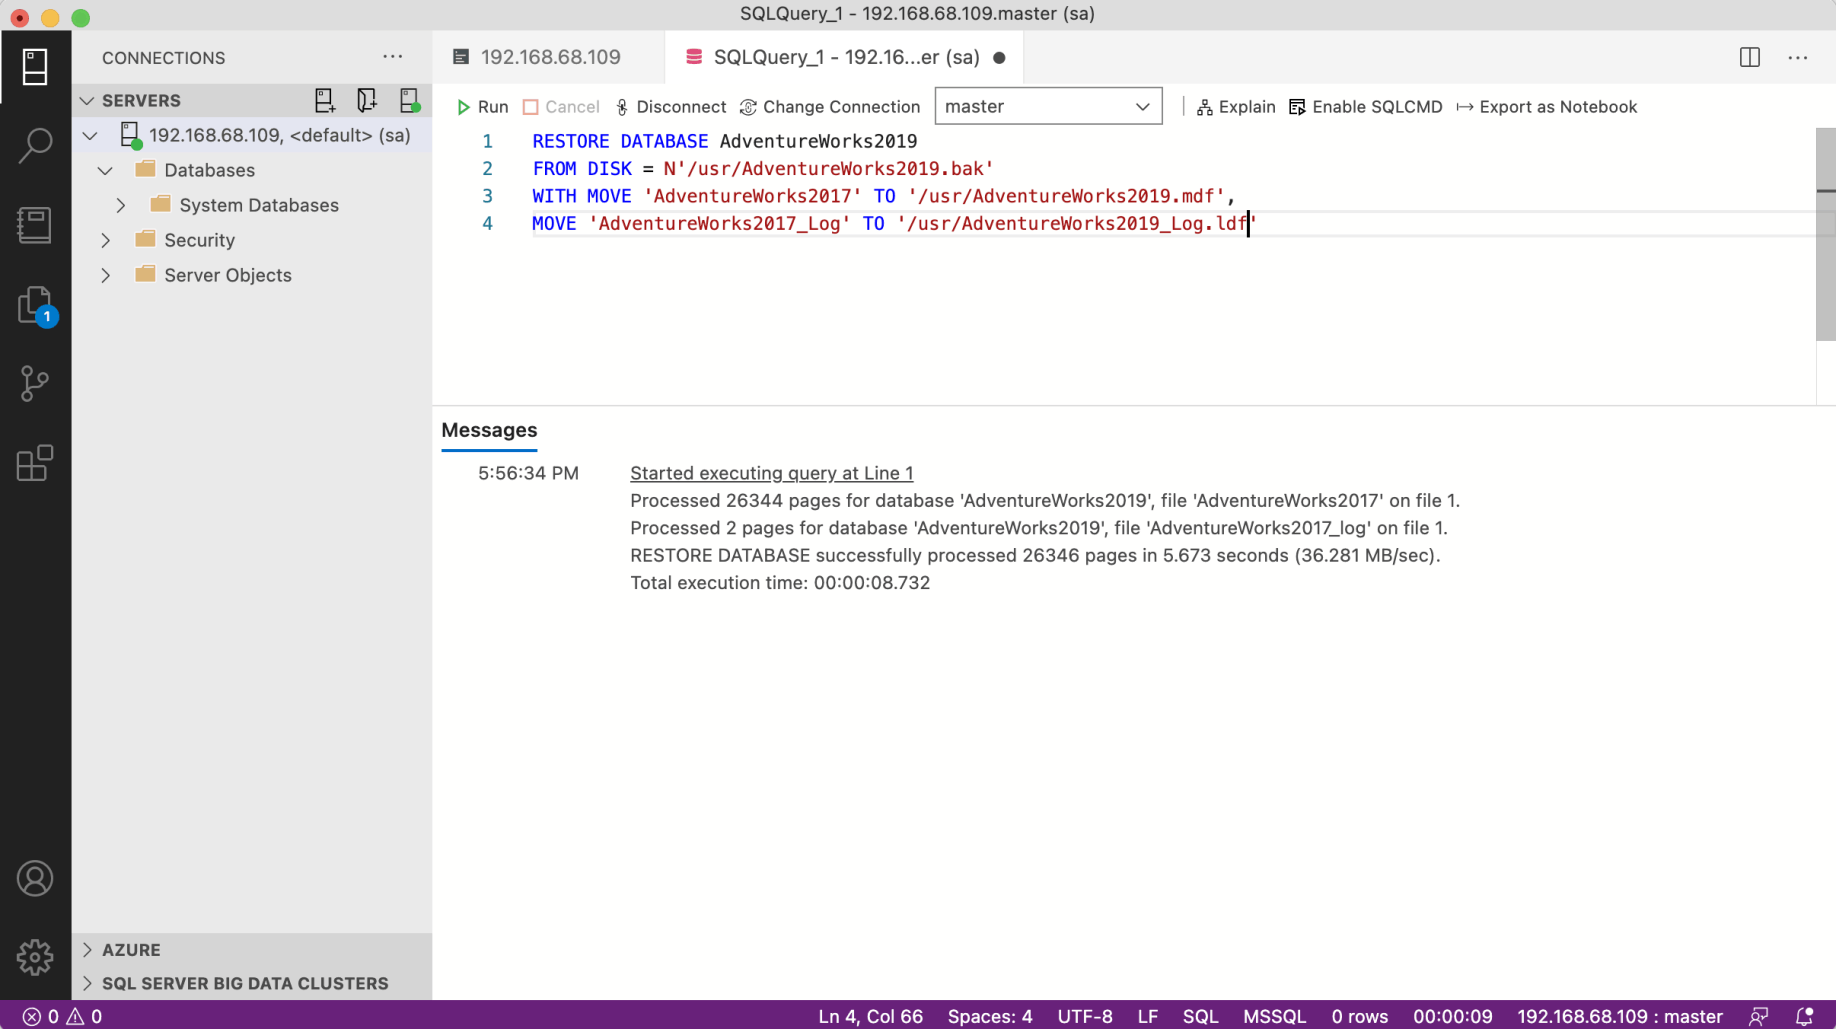 SQLQuery_1 - 192.168.68.109.master (sa)
CONNECTIONS
192.168.68.109
SQLQuery_1 - 192.16...er (sa)
SERVERS
Run Cancel Disconnect Change Connection master Explain Enable SQLCMD Export as Notebook
192.168.68.109, <default> (sa)
Databases
System Databases
Security
Server Objects
1 RESTORE DATABASE AdventureWorks2019
2 FROM DISK = N'/usr/AdventureWorks2019.bak'
3 WITH MOVE 'AdventureWorks2017' TO '/usr/AdventureWorks2019.mdf',
4 MOVE 'AdventureWorks2017_Log' TO '/usr/AdventureWorks2019_Log.ldf'
1
Messages
5:56:34 PM Started executing query at Line 1
Processed 26344 pages for database 'AdventureWorks2019', file 'AdventureWorks2017' on file 1.
Processed 2 pages for database 'AdventureWorks2019', file 'AdventureWorks2017_log' on file 1.
RESTORE DATABASE successfully processed 26346 pages in 5.673 seconds (36.281 MB/sec).
Total execution time: 00:00:08.732
AZURE
SQL SERVER BIG DATA CLUSTERS
0 0 Ln 4, Col 66 Spaces: 4 UTF-8 LF SQL MSSQL 0 rows 00:00:09 192.168.68.109 : master